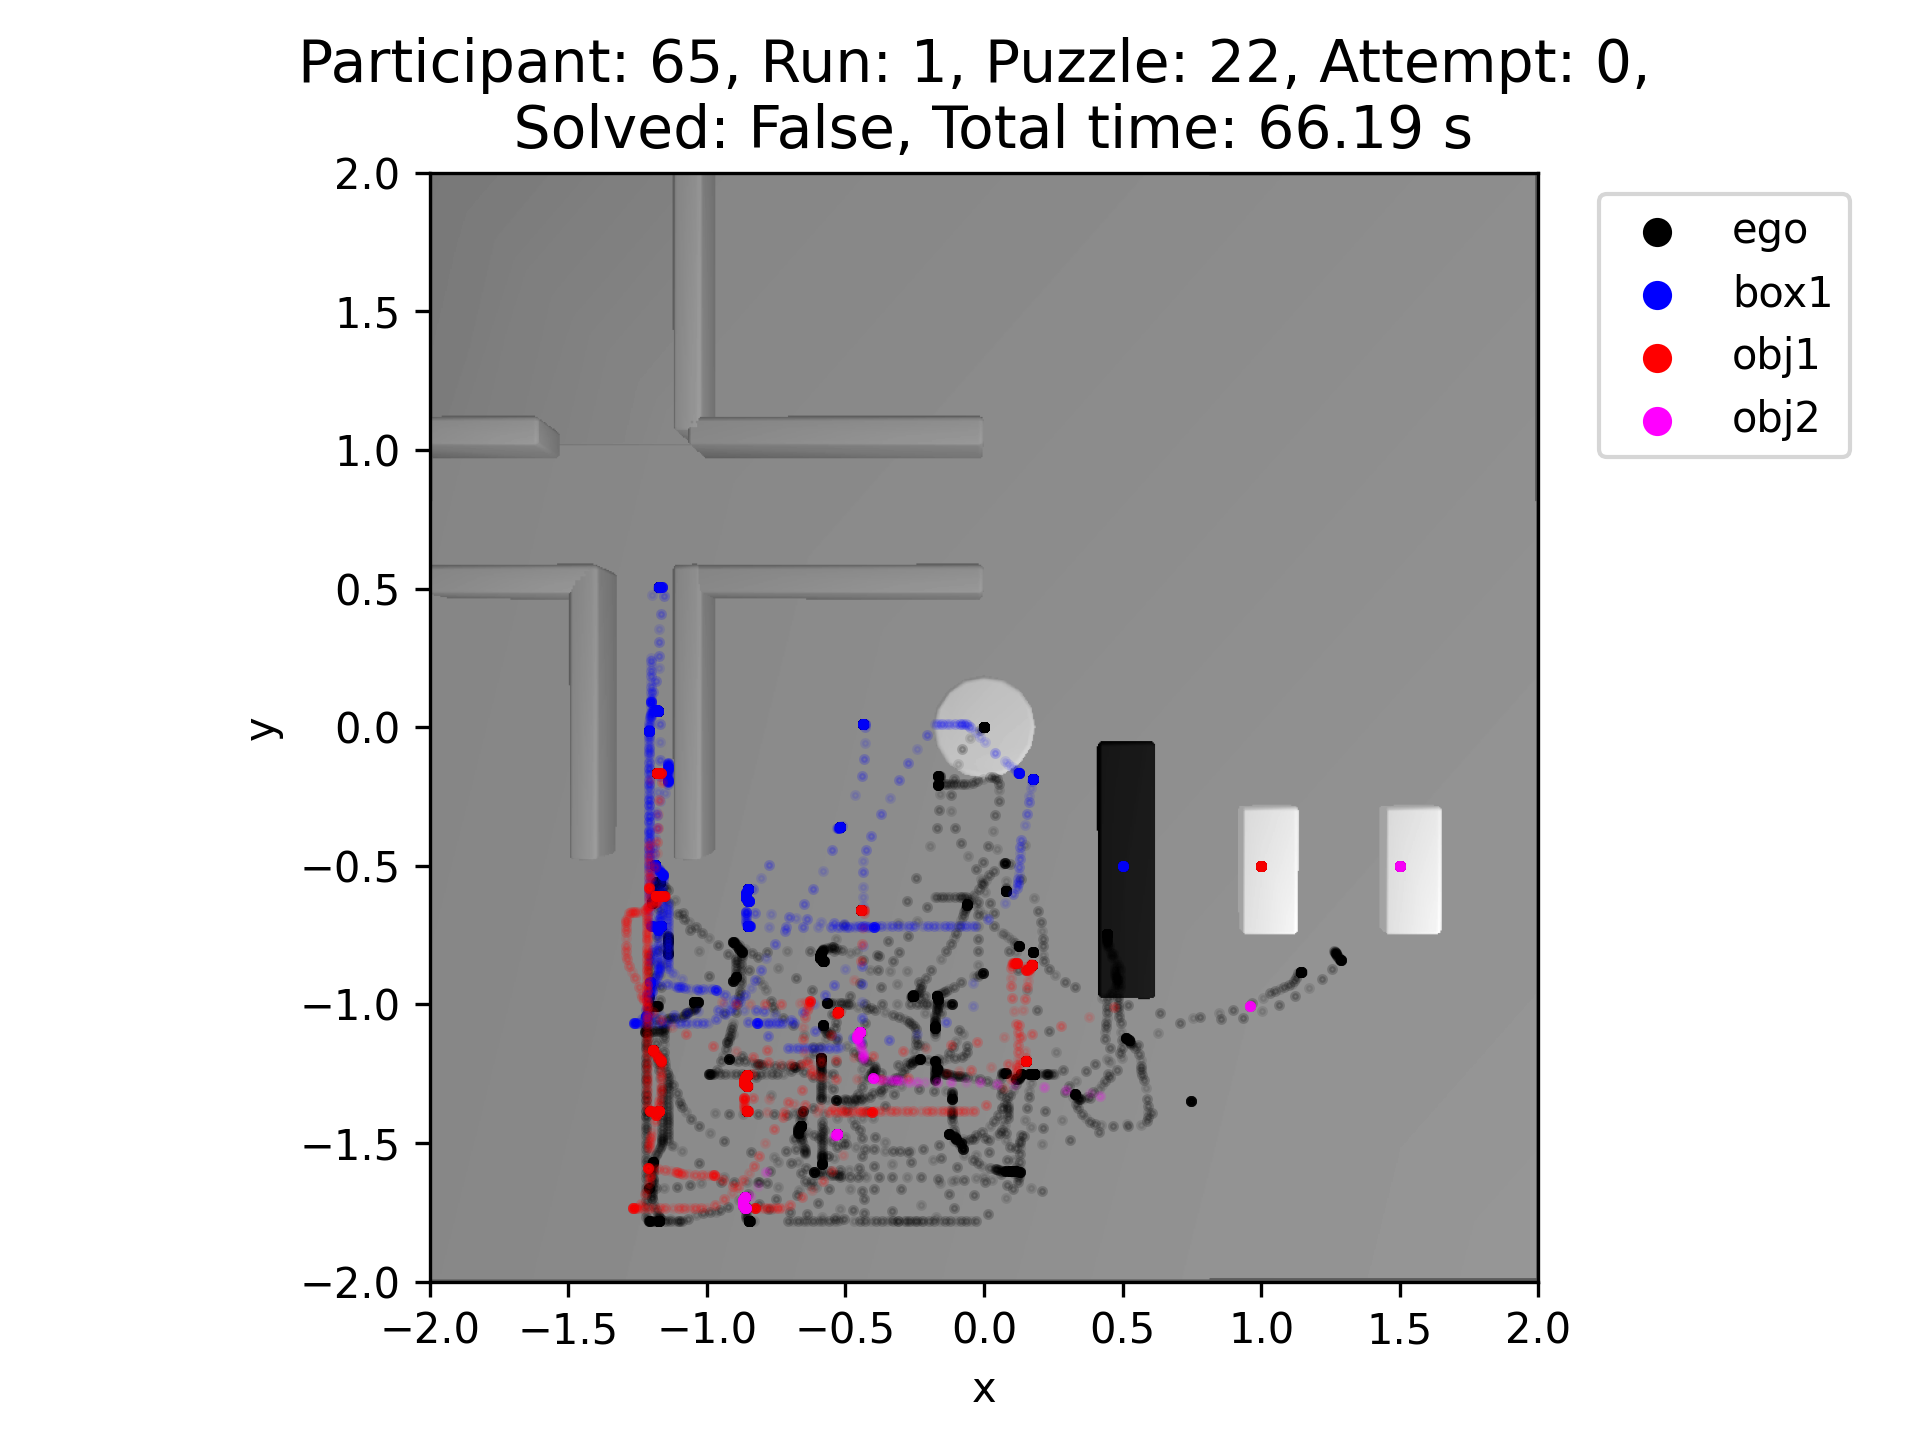 Participant: 65, Run: 1, Puzzle: 22, Attempt: 0,
Solved: False, Total time: 66.19 s
2.0
1.5
1.0
0.5
0.0
−0.5
−1.0
−1.5
−2.0
y
−2.0 −1.5 −1.0 −0.5 0.0 0.5 1.0 1.5 2.0
x
ego
box1
obj1
obj2